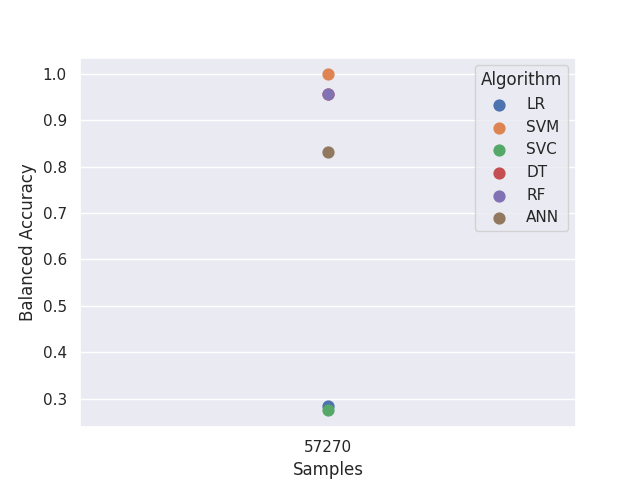 Algorithm
LR
SVM
SVC
DT
RF
ANN
1.0
0.9
0.8
0.7
0.6
0.5
0.4
0.3
Balanced Accuracy
57270
Samples